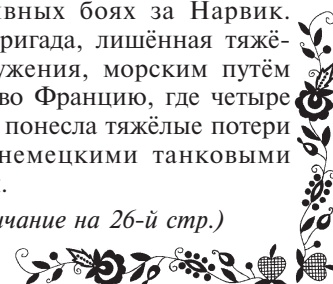 вных боях за Нарвик.
ригада, лишённая тяжё-
ужения, морским путём
во Францию, где четыре
понесла тяжёлые потери
немецкими танковыми
чание на 26-й стр.)